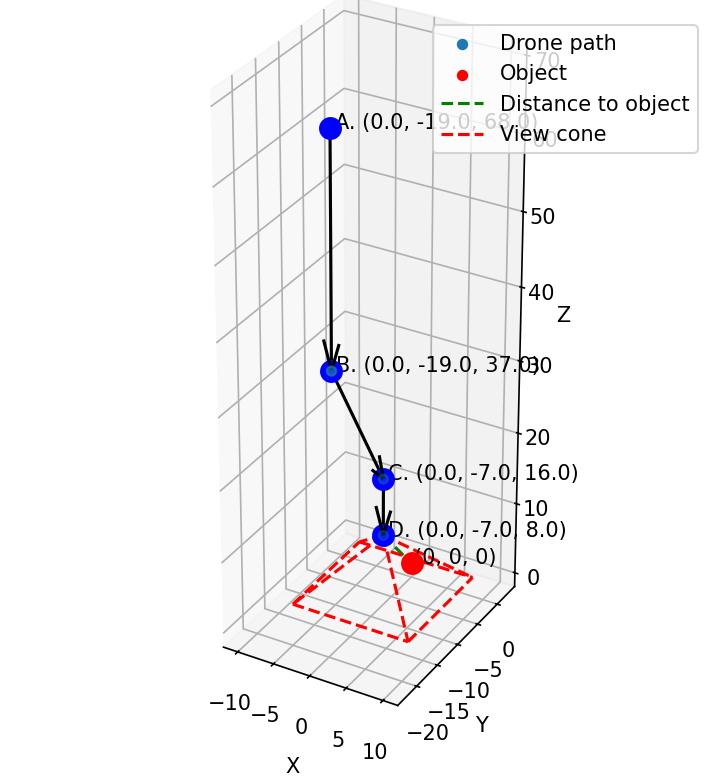 Drone path
Object
Distance to object
View cone
A. (0.0, -19.0, 68.0)
B. (0.0, -19.0, 37.0)
C. (0.0, -7.0, 16.0)
D. (0.0, -7.0, 8.0)
(0, 0, 0)
70
60
50
40
30
20
10
0
Z
−10
−5
0
5
10
X
0
−5
−10
−15
−20
Y